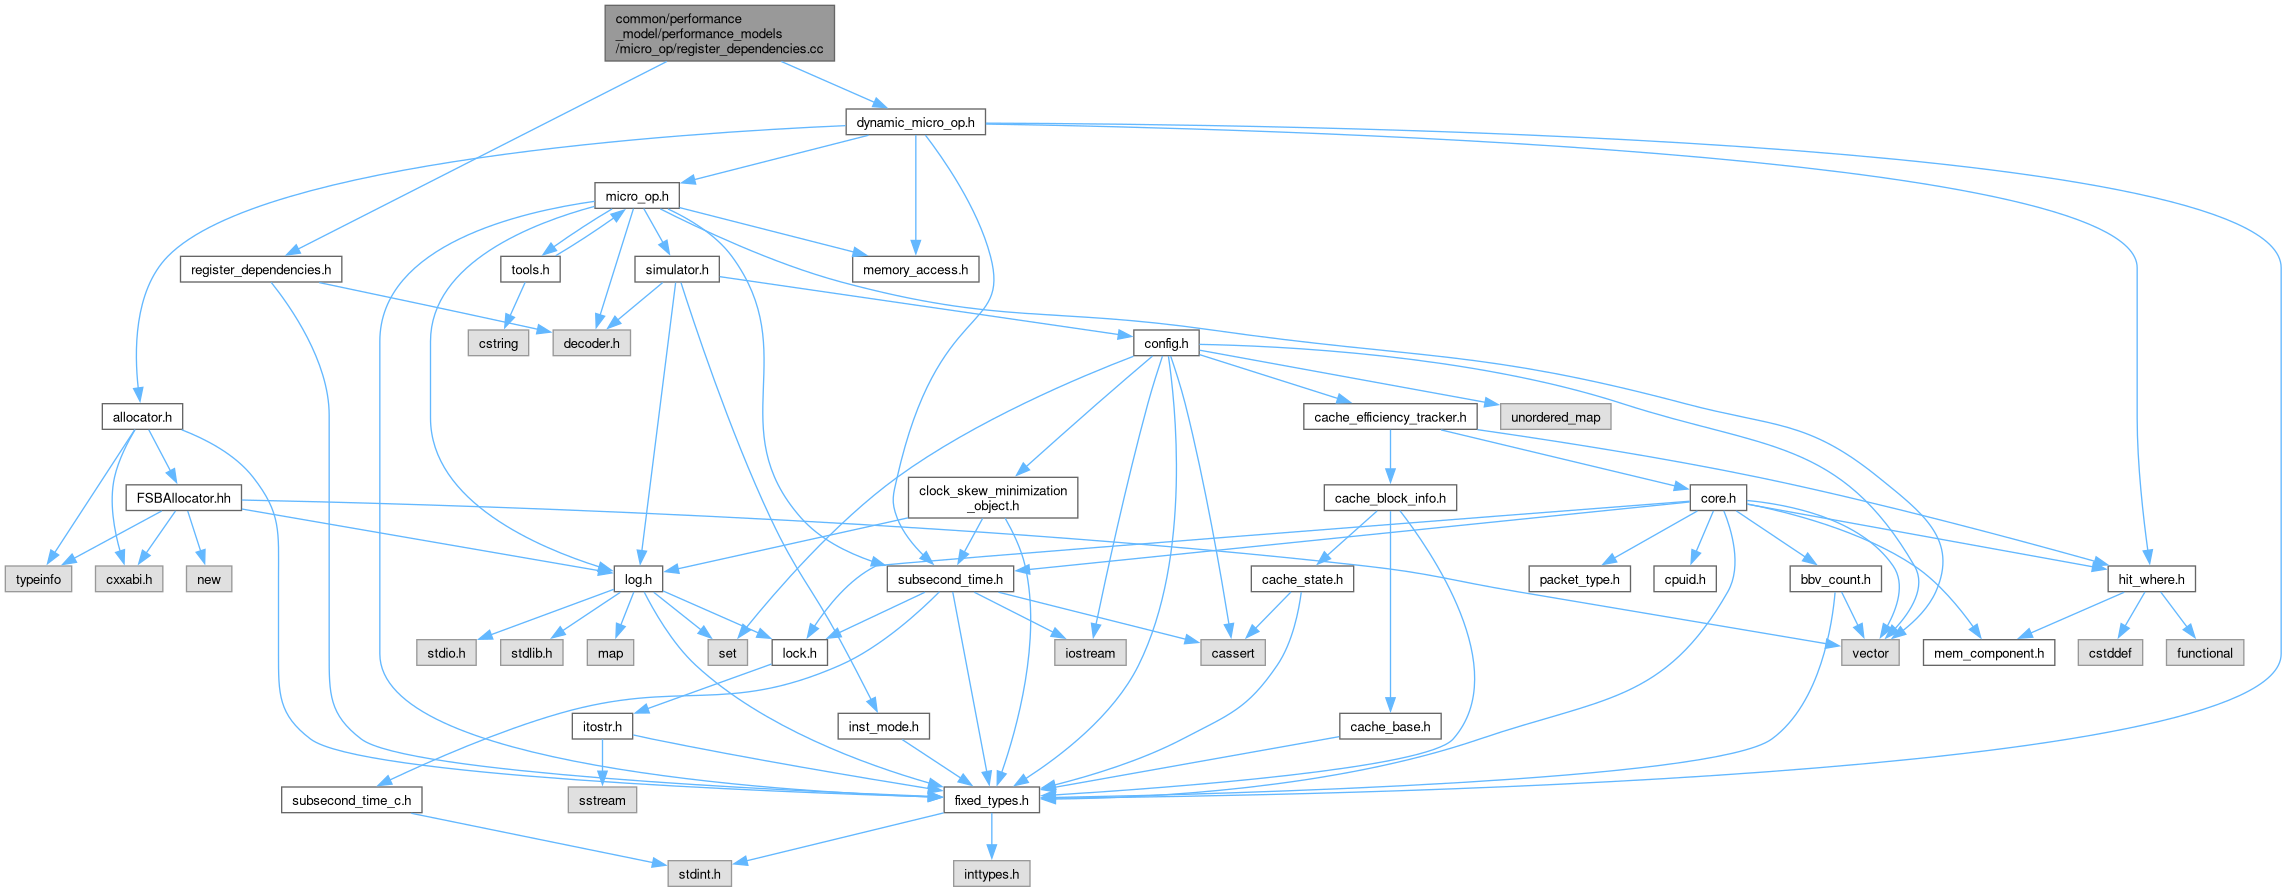 common/performance
_model/performance_models
/micro_op/register_dependencies.cc
dynamic_micro_op.h
micro_op.h
register_dependencies.h
tools.h
simulator.h
memory_access.h
cstring
decoder.h
config.h
allocator.h
cache_efficiency_tracker.h
unordered_map
FSBAllocator.hh
clock_skew_minimization
_object.h
cache_block_info.h
core.h
typeinfo
cxxabi.h
new
log.h
subsecond_time.h
cache_state.h
packet_type.h
cpuid.h
bbv_count.h
hit_where.h
stdio.h
stdlib.h
map
set
lock.h
iostream
cassert
vector
mem_component.h
cstddef
functional
itostr.h
inst_mode.h
cache_base.h
subsecond_time_c.h
sstream
fixed_types.h
stdint.h
inttypes.h